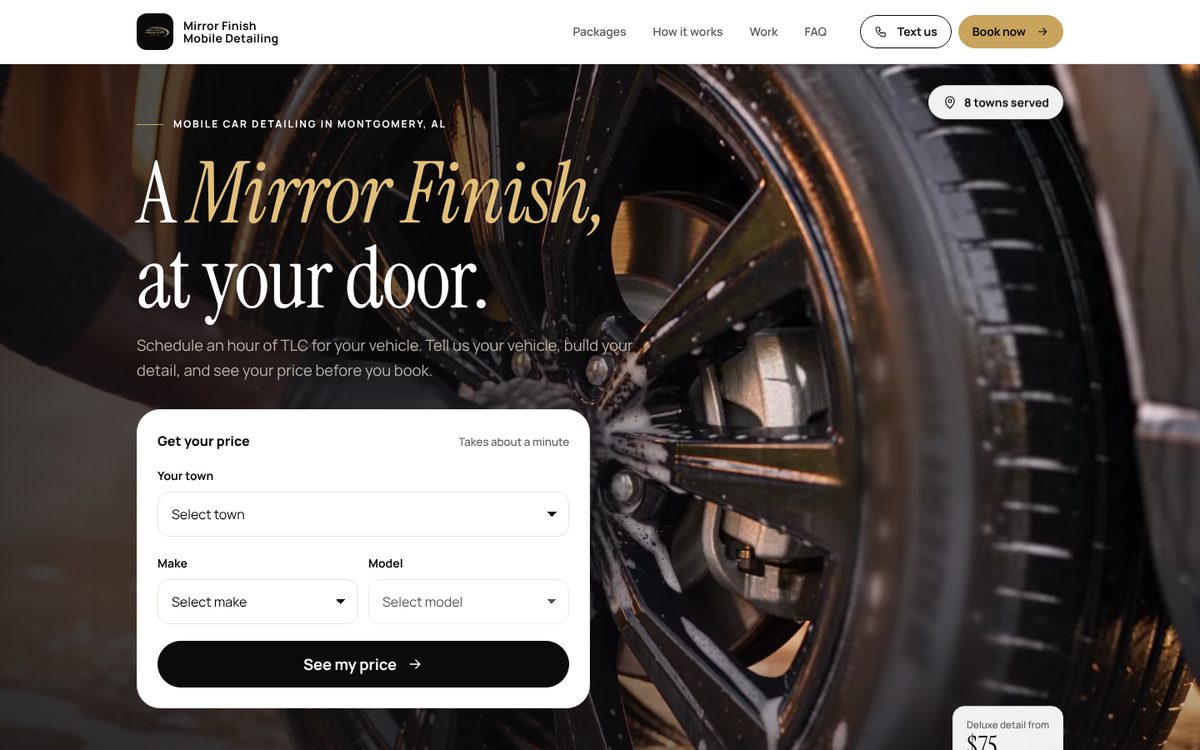 Mirror Finish
Mobile Detailing
Packages
How it works
Work
FAQ
Text us
Book now
8 towns served
MOBILE CAR DETAILING IN MONTGOMERY, AL
A Mirror Finish,
at your door.
Schedule an hour of TLC for your vehicle. Tell us your vehicle, build your
detail, and see your price before you book.
Get your price
Takes about a minute
Your town
Select town
Make
Model
Select make
Select model
See my price
Deluxe detail from
$75